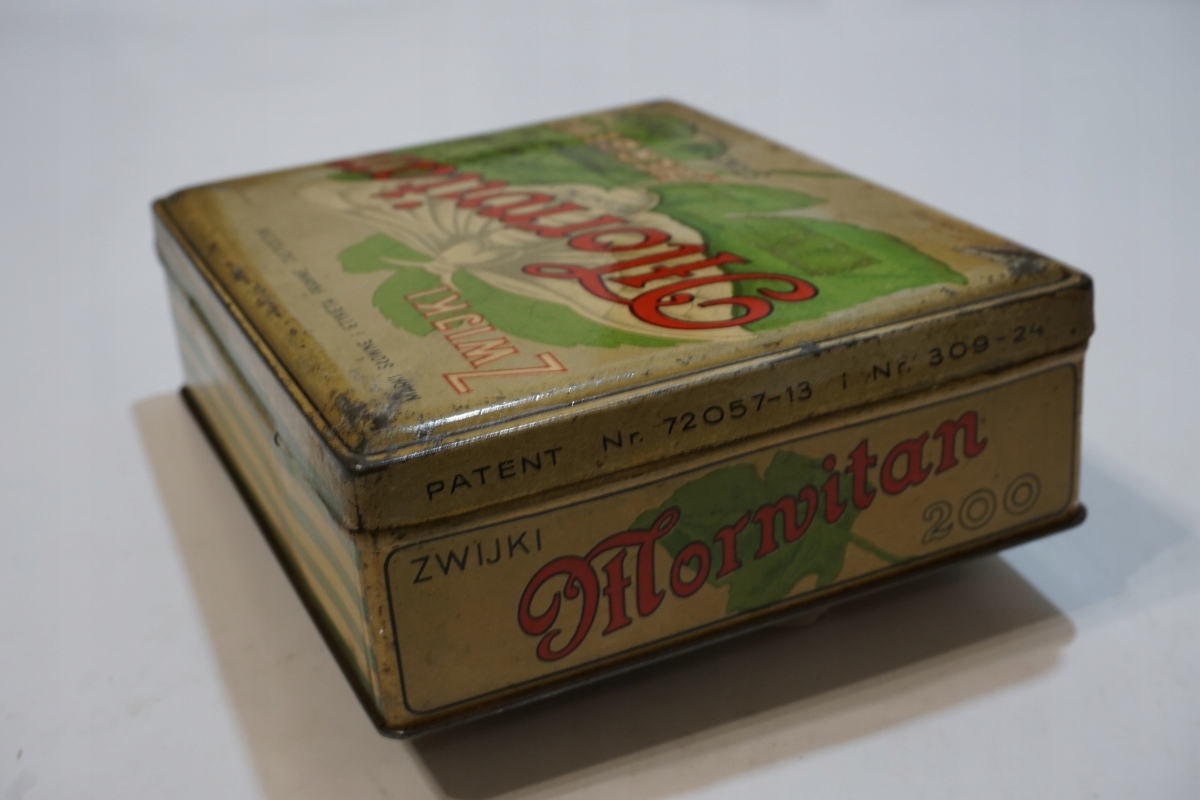 Morwitan
ZWIJKI
PATENT Nr. 72057-13 I Nr. 309-24
ZWIJKI
Morwitan
200